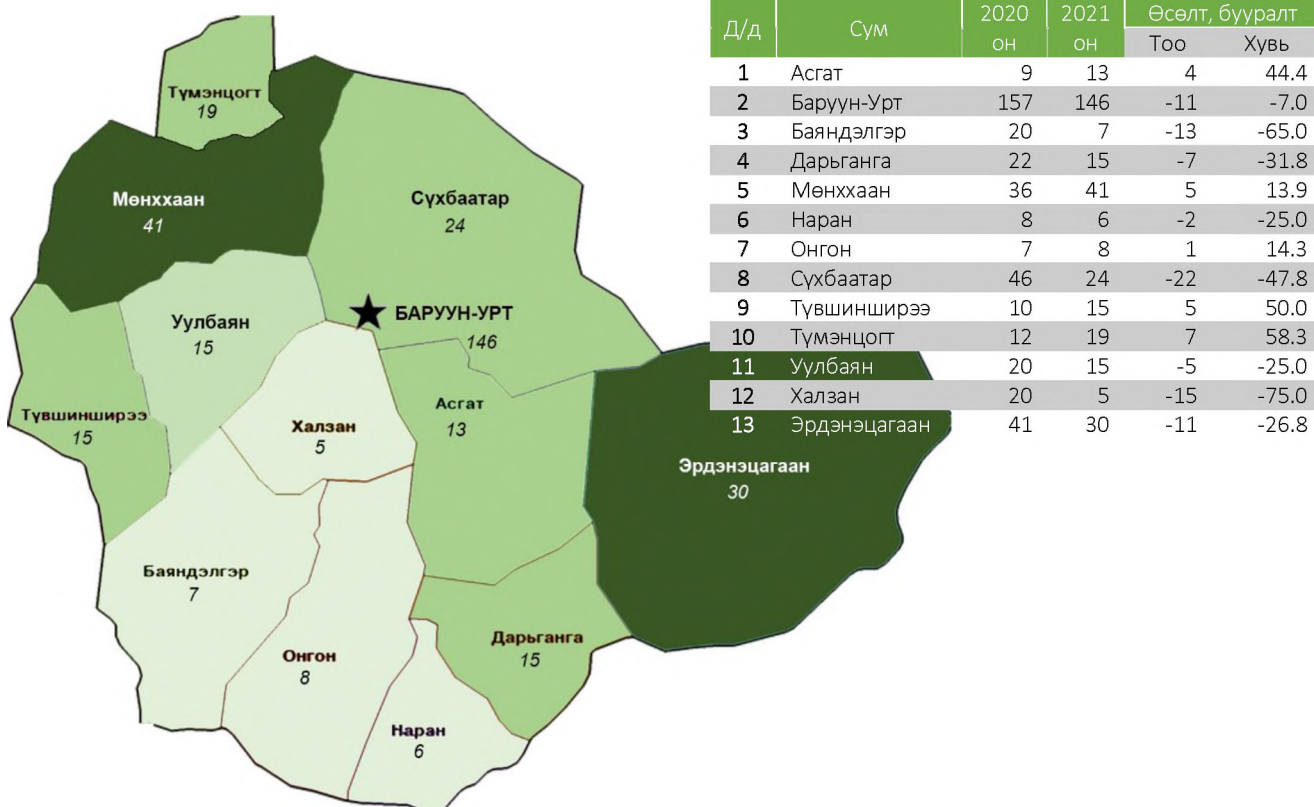 Түмэнцогт
19
Мөнххаан
41
Сүхбаатар
24
Уулбаян
15
БАРУУН-УРТ
146
Түвшинширээ
15
Халзан
5
Асгат
13
Эрдэнэцагаан
30
Баяндэлгэр
7
Онгон
8
Дарьганга
15
Наран
6
Д/д Сум 2020 он 2021 он Өсөлт, бууралт
Тоо Хувь
1 Асгат 9 13 4 44.4
2 Баруун-Урт 157 146 -11 -7.0
3 Баяндэлгэр 20 7 -13 -65.0
4 Дарьганга 22 15 -7 -31.8
5 Мөнххаан 36 41 5 13.9
6 Наран 8 6 -2 -25.0
7 Онгон 7 8 1 14.3
8 Сүхбаатар 46 24 -22 -47.8
9 Түвшинширээ 10 15 5 50.0
10 Түмэнцогт 12 19 7 58.3
11 Уулбаян 20 15 -5 -25.0
12 Халзан 20 5 -15 -75.0
13 Эрдэнэцагаан 41 30 -11 -26.8